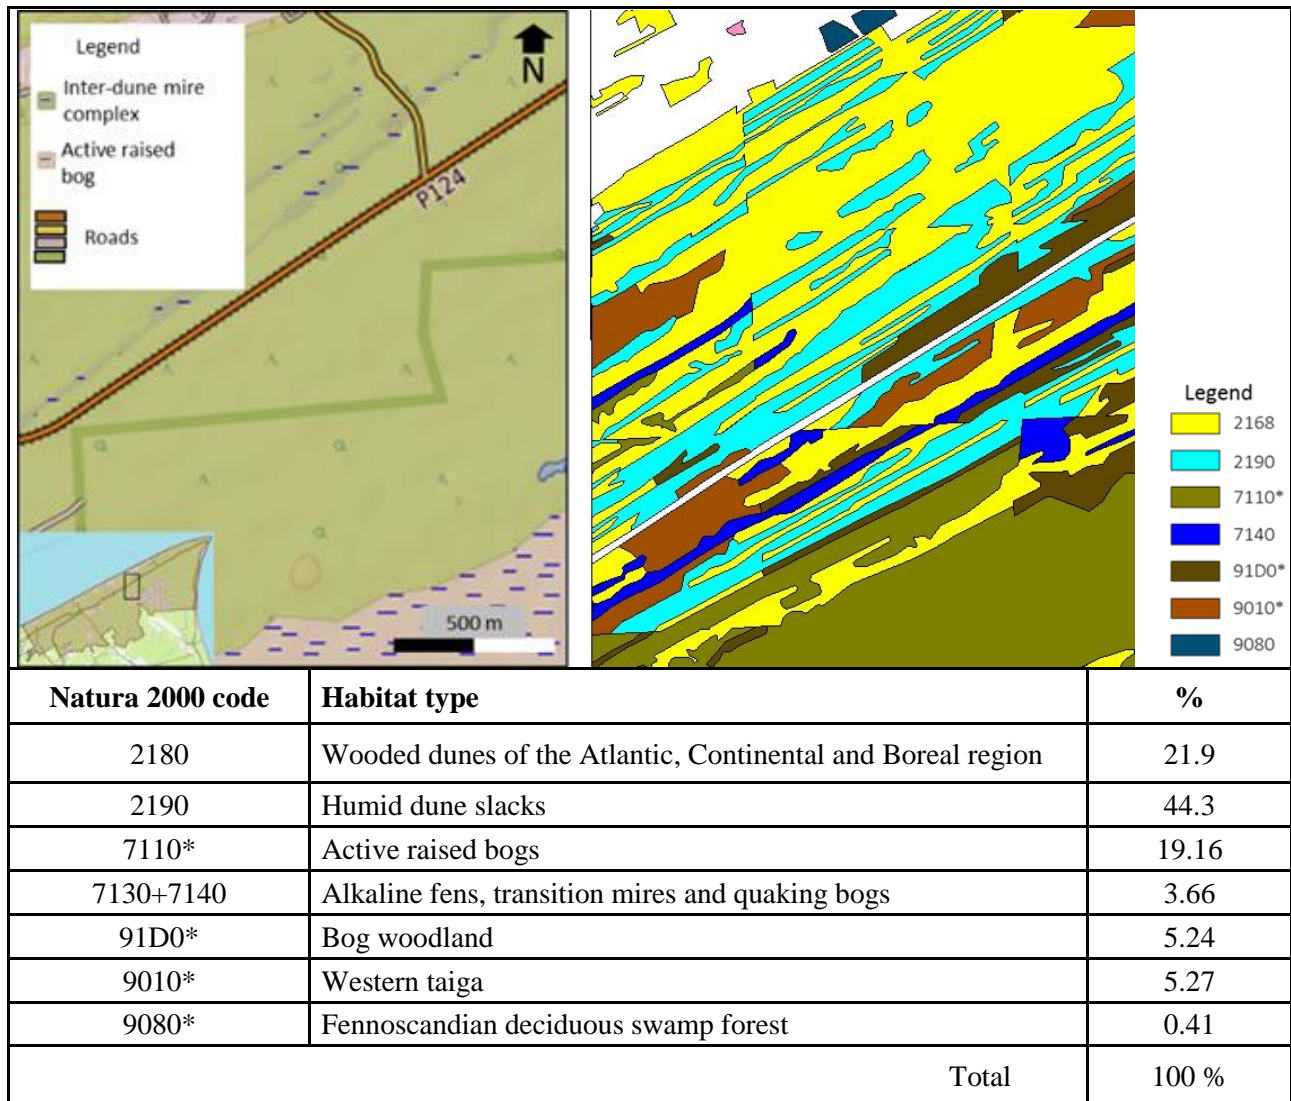 Legend
Inter-dune mire
complex
Active raised
bog
Roads
N
P124
500 m
Legend
2168
2190
7110*
7140
91D0*
9010*
9080
Natura 2000 code Habitat type %
2180 Wooded dunes of the Atlantic, Continental and Boreal region 21.9
2190 Humid dune slacks 44.3
7110* Active raised bogs 19.16
7130+7140 Alkaline fens, transition mires and quaking bogs 3.66
91D0* Bog woodland 5.24
9010* Western taiga 5.27
9080* Fennoscandian deciduous swamp forest 0.41
Total 100 %